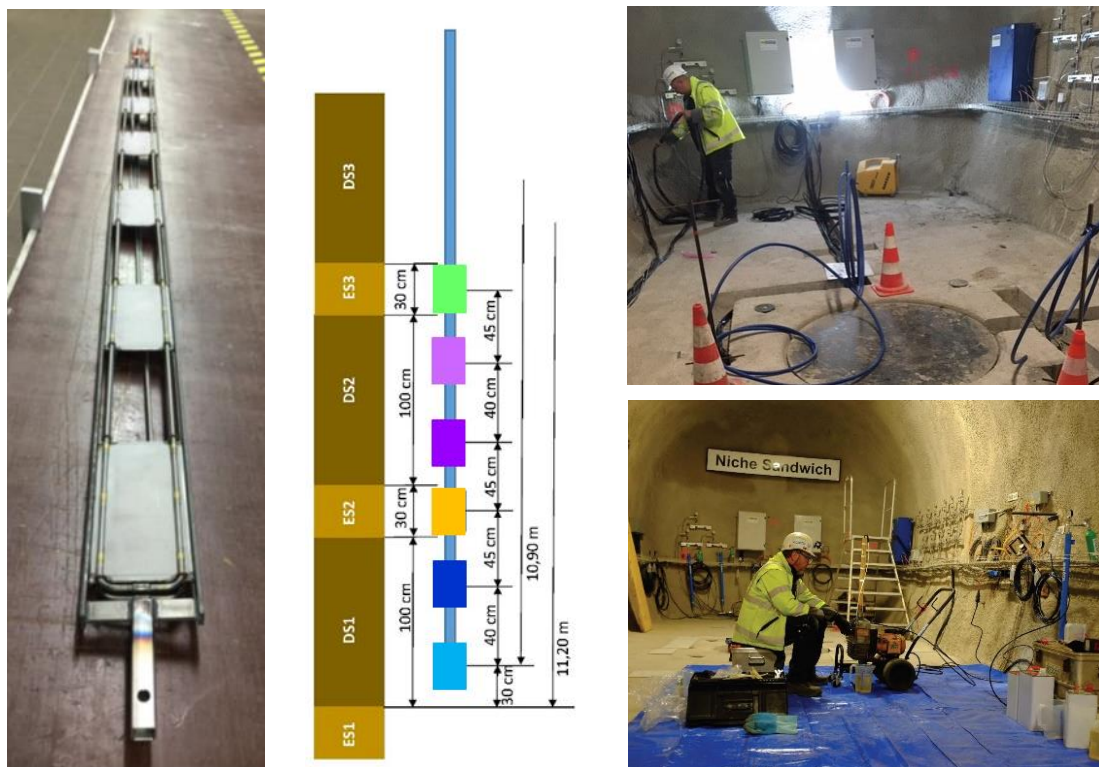 DS3
ES3
DS2
ES2
DS1
ES1
30 cm
100 cm
30 cm
100 cm
45 cm
40 cm
45 cm
45 cm
40 cm
30 cm
10,90 m
11,20 m
Niche Sandwich